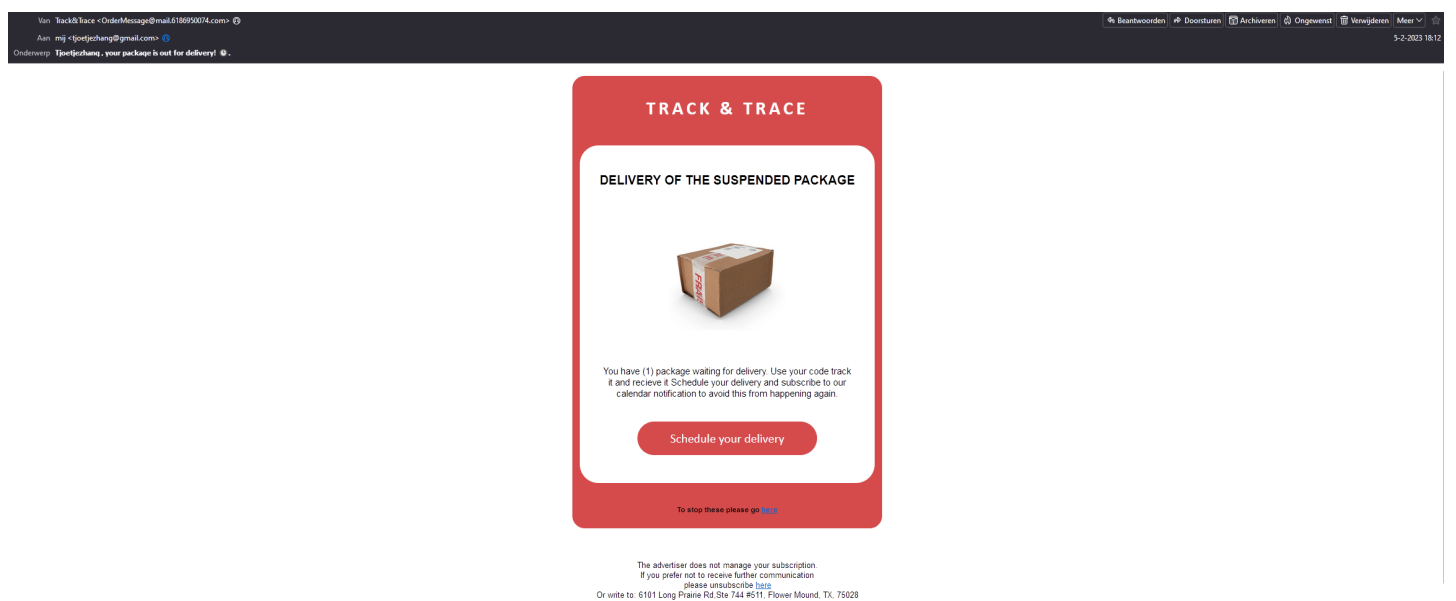 Van Track&Trace <OrderMessage@mail.6186950074.com>
Beantwoorden Doorsturen Archiveren Ongewenst Verwijderen Meer
Aan mij <tjoetjezhang@gmail.com>
5-2-2023 18:12
Onderwerp Tjoetjezhang , your package is out for delivery! .
TRACK & TRACE
DELIVERY OF THE SUSPENDED PACKAGE
You have (1) package waiting for delivery. Use your code track
it and recieve it Schedule your delivery and subscribe to our
calendar notification to avoid this from happening again.
Schedule your delivery
To stop these please go here
The advertiser does not manage your subscription.
If you prefer not to receive further communication
please unsubscribe here
Or write to: 6101 Long Prairie Rd,Ste 744 #511, Flower Mound, TX, 75028